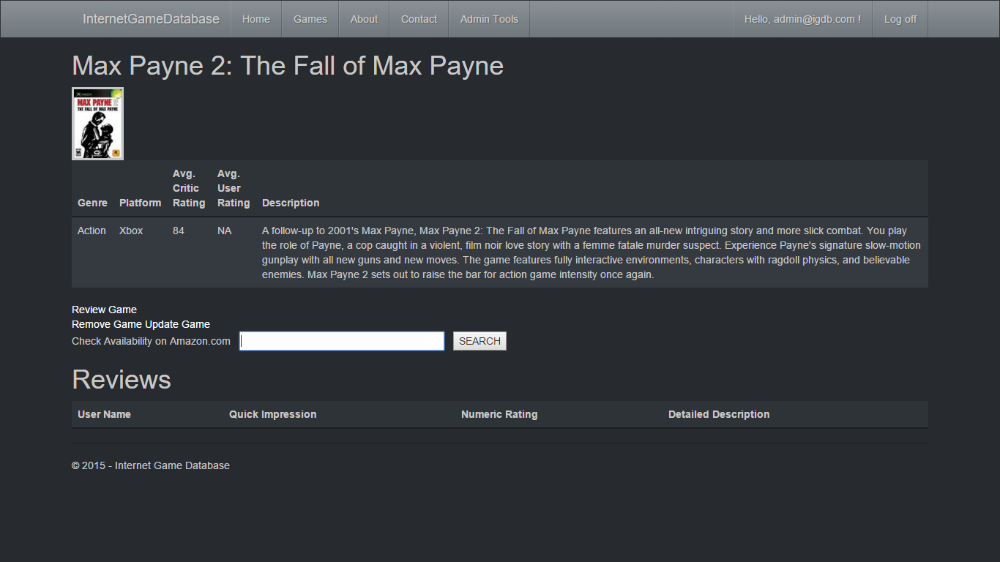 InternetGameDatabase Home Games About Contact Admin Tools Hello, admin@igdb.com ! Log off
Max Payne 2: The Fall of Max Payne
XBOX
MAX PAYNE 2
THE FALL OF MAX PAYNE
Genre Platform Avg. Critic Rating Avg. User Rating Description
Action Xbox 84 NA A follow-up to 2001's Max Payne, Max Payne 2: The Fall of Max Payne features an all-new intriguing story and more slick combat. You play
the role of Payne, a cop caught in a violent, film noir love story with a femme fatale murder suspect. Experience Payne's signature slow-motion
gunplay with all new guns and new moves. The game features fully interactive environments, characters with ragdoll physics, and believable
enemies. Max Payne 2 sets out to raise the bar for action game intensity once again.
Review Game
Remove Game Update Game
Check Availability on Amazon.com SEARCH
Reviews
User Name Quick Impression Numeric Rating Detailed Description
© 2015 - Internet Game Database